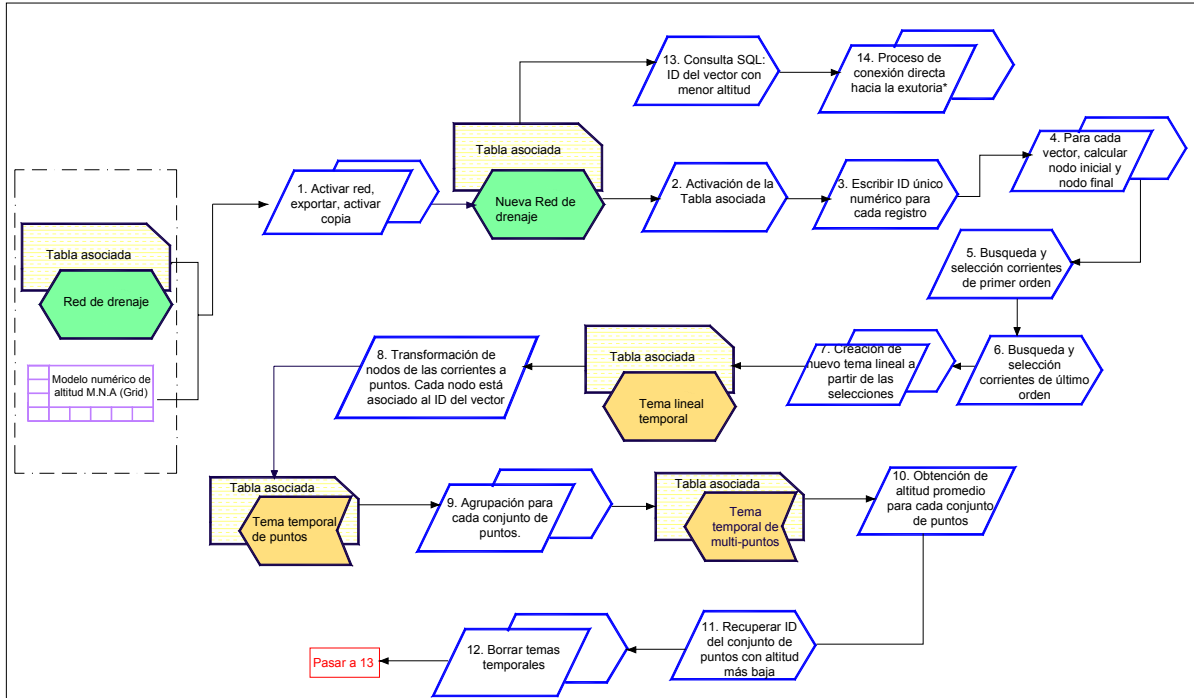 13. Consulta SQL:
ID del vector con
menor altitud
14. Proceso de
conexión directa
hacia la exutoria*
Tabla asociada
Nueva Red de
drenaje
1. Activar red,
exportar, activar
copia
2. Activación de la
Tabla asociada
3. Escribir ID único
numérico para
cada registro
4. Para cada
vector, calcular
nodo inicial y
nodo final
Tabla asociada
Red de drenaje
Modelo numérico de
altitud M.N.A (Grid)
5. Busqueda y
selección corrientes
de primer orden
6. Busqueda y
selección
corrientes de último
orden
7. Creación de
nuevo tema lineal a
partir de las
selecciones
Tabla asociada
Tema lineal
temporal
8. Transformación de
nodos de las corrientes a
puntos. Cada nodo está
asociado al ID del vector
Tabla asociada
Tema temporal
de puntos
9. Agrupación para
cada conjunto de
puntos.
Tabla asociada
Tema
temporal de
multi-puntos
10. Obtención de
altitud promedio
para cada conjunto
de puntos
11. Recuperar ID
del conjunto de
puntos con altitud
más baja
12. Borrar temas
temporales
Pasar a 13